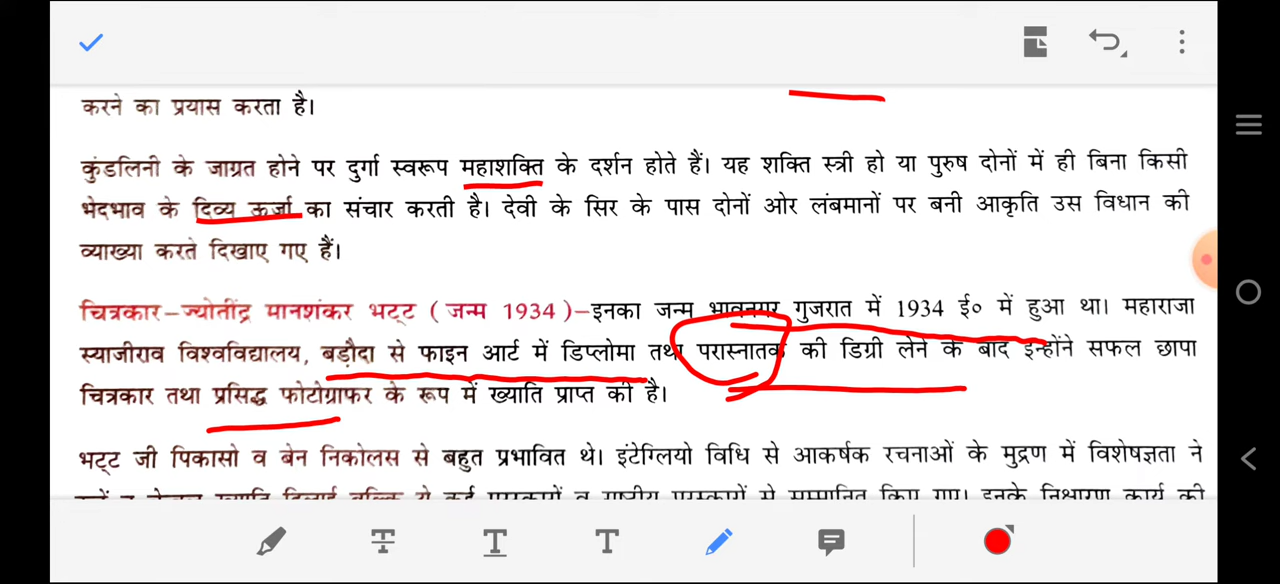 करने का प्रयास करता है।
कुंडलिनी के जाग्रत होने पर दुर्गा स्वरूप महाशक्ति के दर्शन होते हैं। यह शक्ति स्त्री हो या पुरुष दोनों में ही बिना किसी
भेदभाव के दिव्य ऊर्जा का संचार करती है। देवी के सिर के पास दोनों ओर लंबमानों पर बनी आकृति उस विधान की
व्याख्या करते दिखाए गए हैं।
चित्रकार–ज्योतींद्र मानशंकर भट्ट ( जन्म 1934 )–इनका जन्म भावनगर गुजरात में 1934 ई० में हुआ था। महाराजा
स्याजीराव विश्वविद्यालय, बड़ौदा से फाइन आर्ट में डिप्लोमा तथा परास्नातक की डिग्री लेने के बाद इन्होंने सफल छापा
चित्रकार तथा प्रसिद्ध फोटोग्राफर के रूप में ख्याति प्राप्त की है।
भट्ट जी पिकासो व बेन निकोलस से बहुत प्रभावित थे। इंटेग्लियो विधि से आकर्षक रचनाओं के मुद्रण में विशेषज्ञता ने
T T T